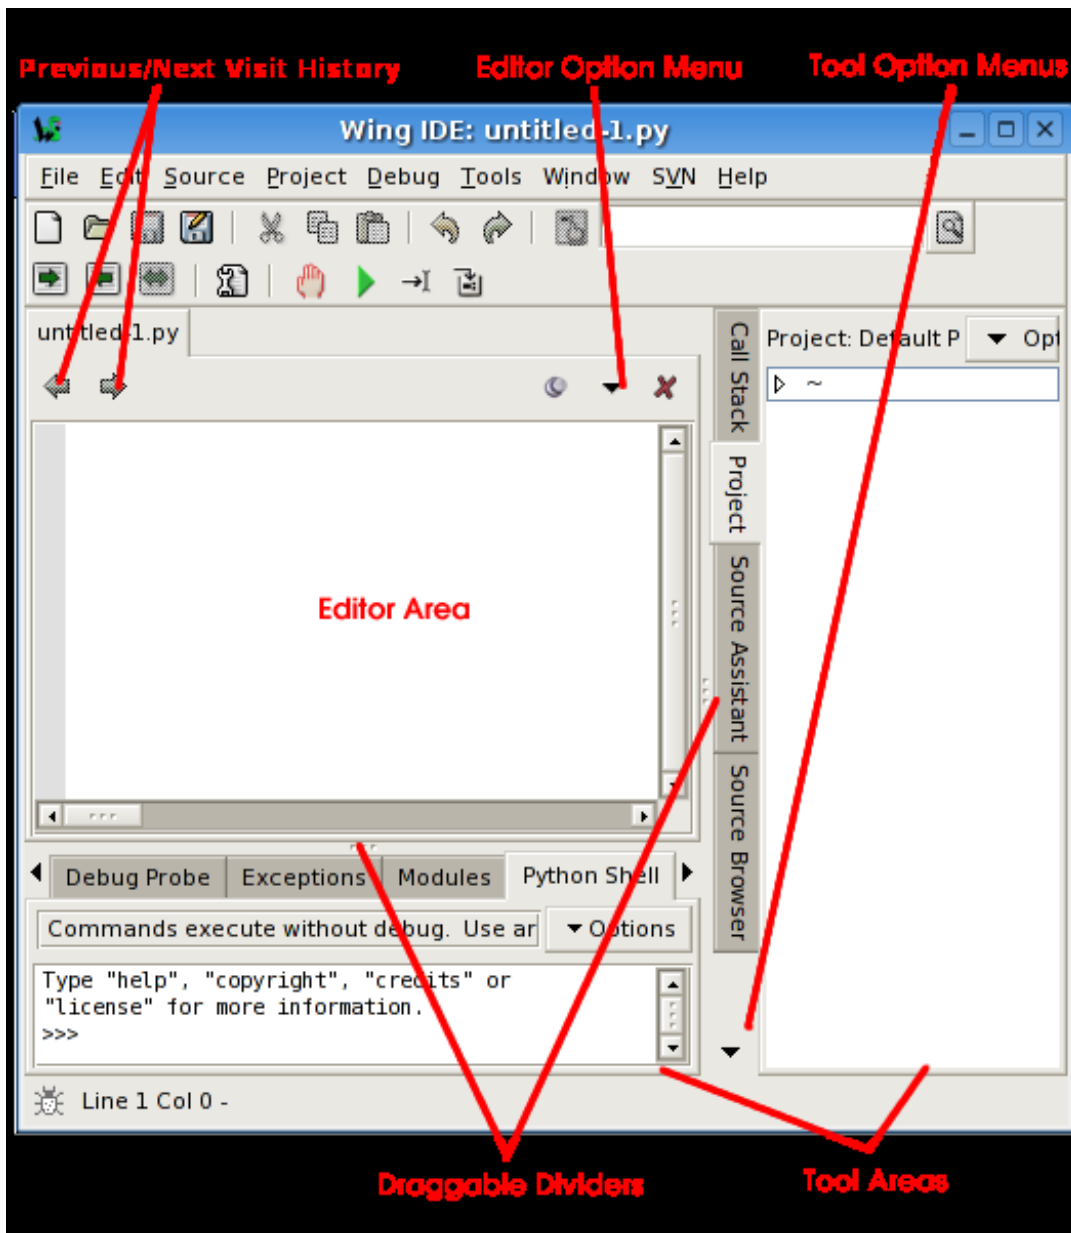 Previous/Next Visit History
Editor Option Menu
Tool Option Menus
Wing IDE: untitled-1.py
File Edit Source Project Debug Tools Window SVN Help
untitled-1.py
Call Stack
Project
Source Assistant
Source Browser
Project: Default P
Opt
~
Editor Area
Debug Probe Exceptions Modules Python Shell
Commands execute without debug. Use ar
Options
Type "help", "copyright", "credits" or
"license" for more information.
>>>
Line 1 Col 0 -
Draggable Dividers
Tool Areas